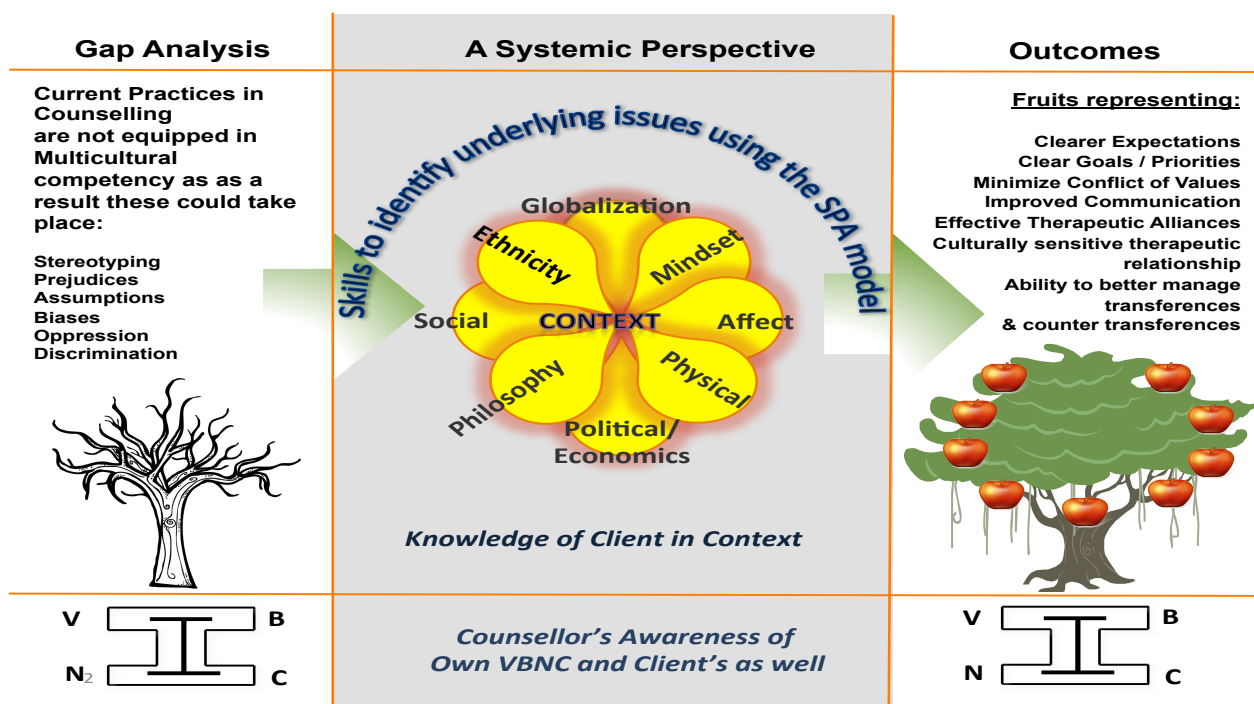 Gap Analysis
Current Practices in
Counselling
are not equipped in
Multicultural
competency as as a
result these could take
place:
Stereotyping
Prejudices
Assumptions
Biases
Oppression
Discrimination
V
B
N2
C
A Systemic Perspective
Skills to identify underlying issues using the SPA model
Globalization
Ethnicity
Mindset
Social
CONTEXT
Affect
Philosophy
Physical
Political/
Economics
Knowledge of Client in Context
Counsellor’s Awareness of
Own VBNC and Client’s as well
Outcomes
Fruits representing:
Clearer Expectations
Clear Goals / Priorities
Minimize Conflict of Values
Improved Communication
Effective Therapeutic Alliances
Culturally sensitive therapeutic
relationship
Ability to better manage
transferences
& counter transferences
V
B
N
C